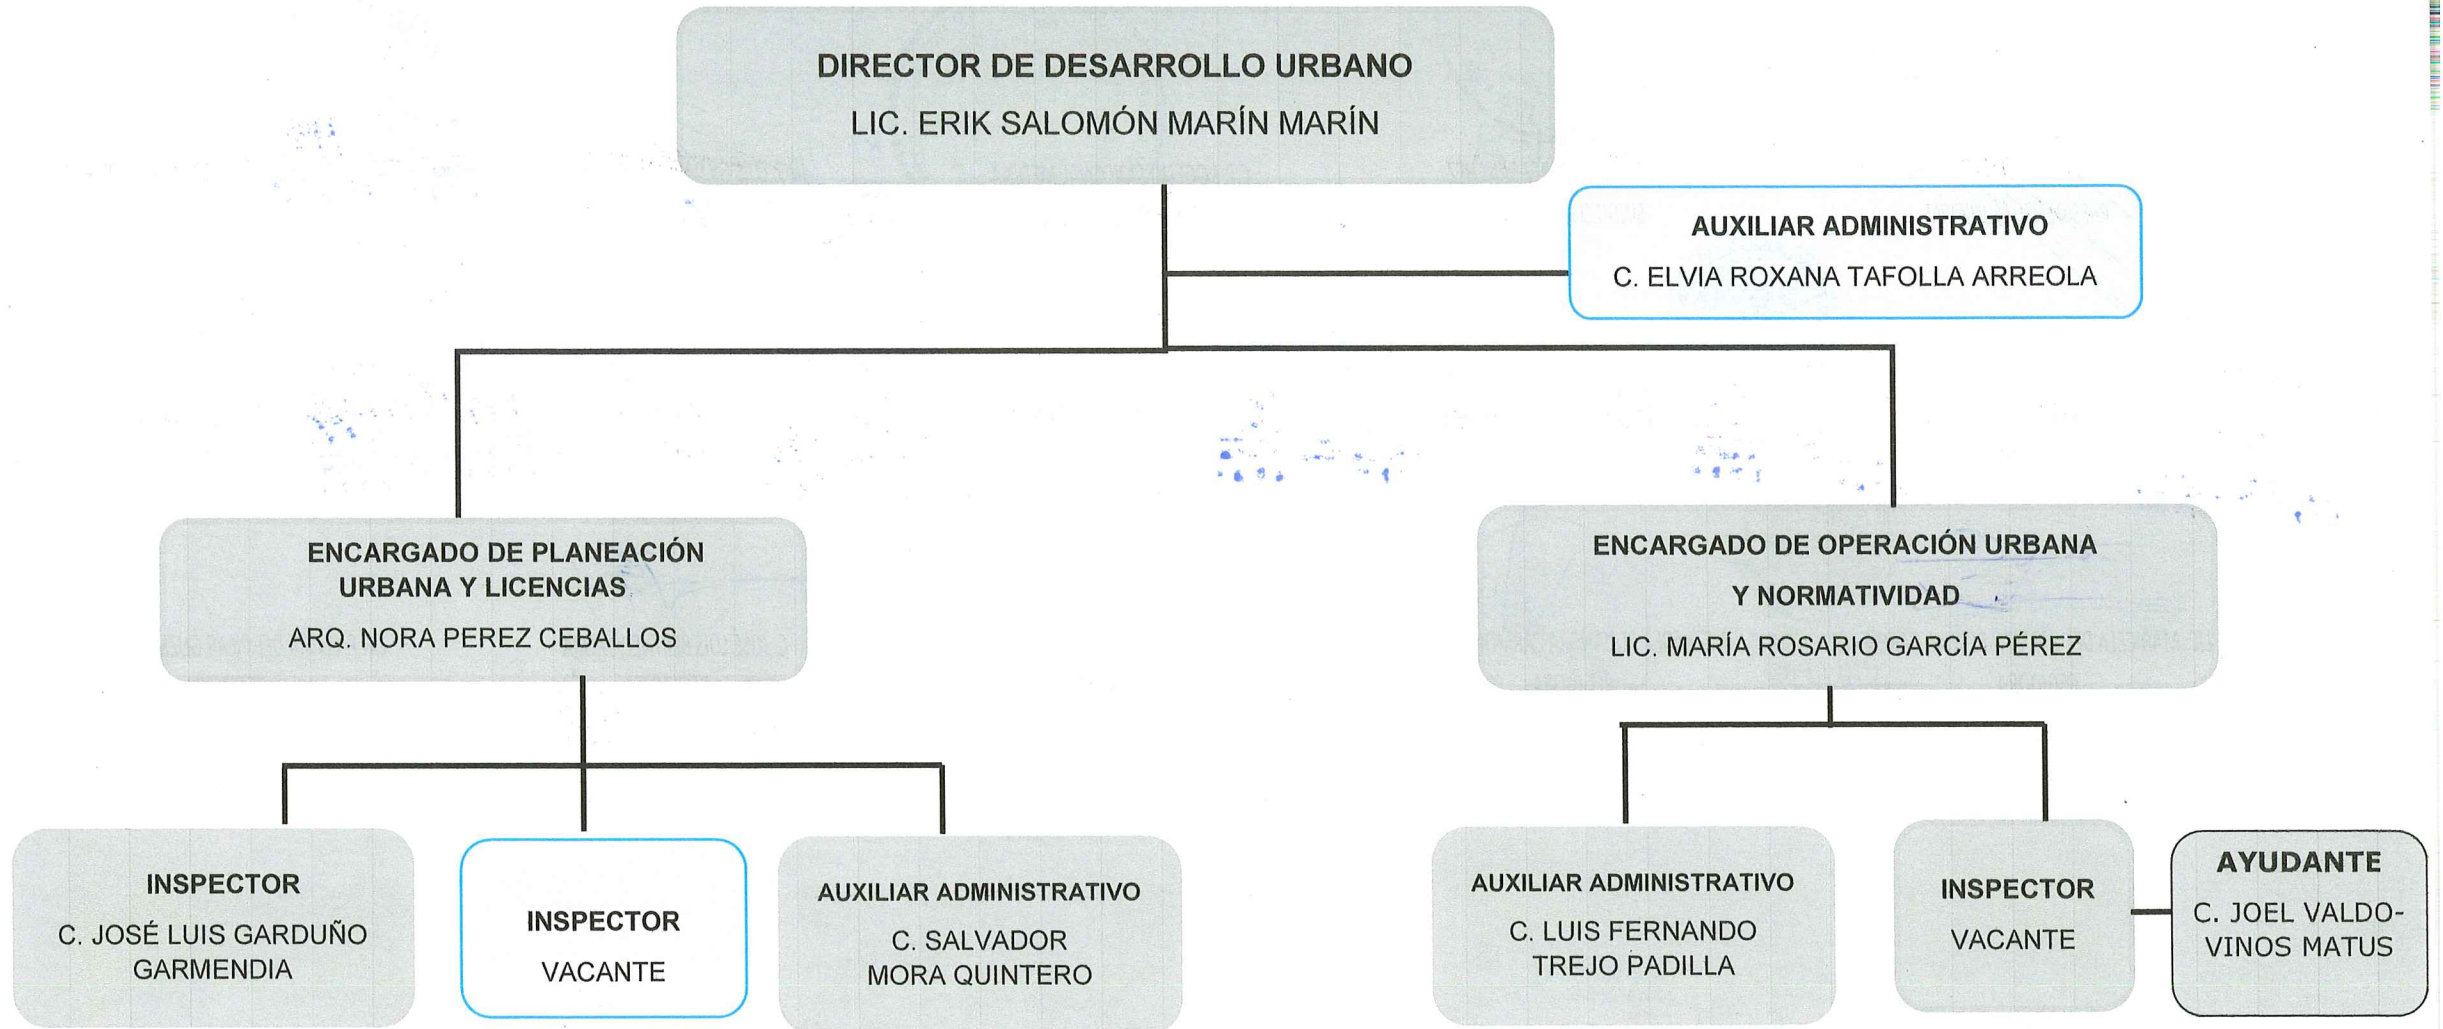 DIRECTOR DE DESARROLLO URBANO
LIC. ERIK SALOMÓN MARÍN MARÍN
AUXILIAR ADMINISTRATIVO
C. ELVIA ROXANA TAFOLLA ARREOLA
ENCARGADO DE PLANEACIÓN
URBANA Y LICENCIAS
ARQ. NORA PEREZ CEBALLOS
ENCARGADO DE OPERACIÓN URBANA
Y NORMATIVIDAD
LIC. MARÍA ROSARIO GARCÍA PÉREZ
INSPECTOR
C. JOSÉ LUIS GARDUÑO
GARMENDIA
INSPECTOR
VACANTE
AUXILIAR ADMINISTRATIVO
C. SALVADOR
MORA QUINTERO
AUXILIAR ADMINISTRATIVO
C. LUIS FERNANDO
TREJO PADILLA
INSPECTOR
VACANTE
AYUDANTE
C. JOEL VALDO-
VINOS MATUS